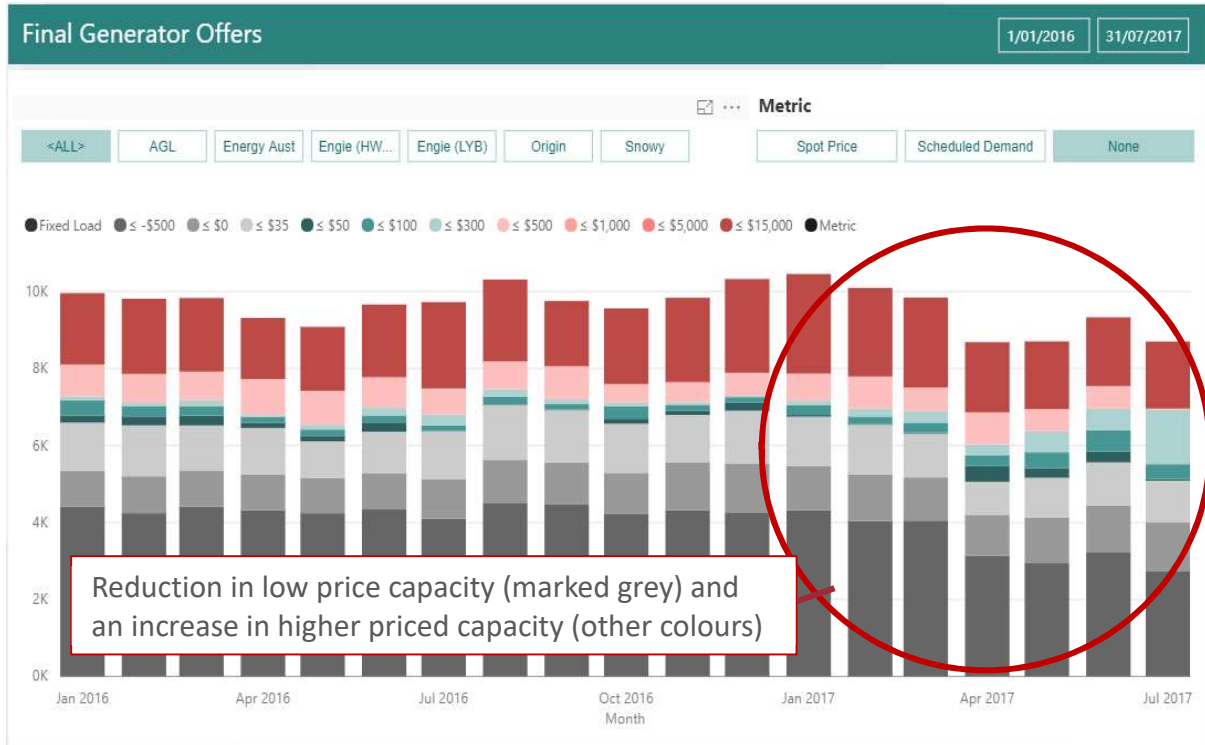 Final Generator Offers
1/01/2016 31/07/2017
... Metric
<ALL> AGL Energy Aust Engie (HW... Engie (LYB) Origin Snowy Spot Price Scheduled Demand None
Fixed Load ≤ -$500 ≤ $0 ≤ $35 ≤ $50 ≤ $100 ≤ $300 ≤ $500 ≤ $1,000 ≤ $5,000 ≤ $15,000 Metric
10K
8K
6K
4K
2K
0K
Reduction in low price capacity (marked grey) and
an increase in higher priced capacity (other colours)
Jan 2016 Apr 2016 Jul 2016 Oct 2016 Jan 2017 Apr 2017 Jul 2017
Month